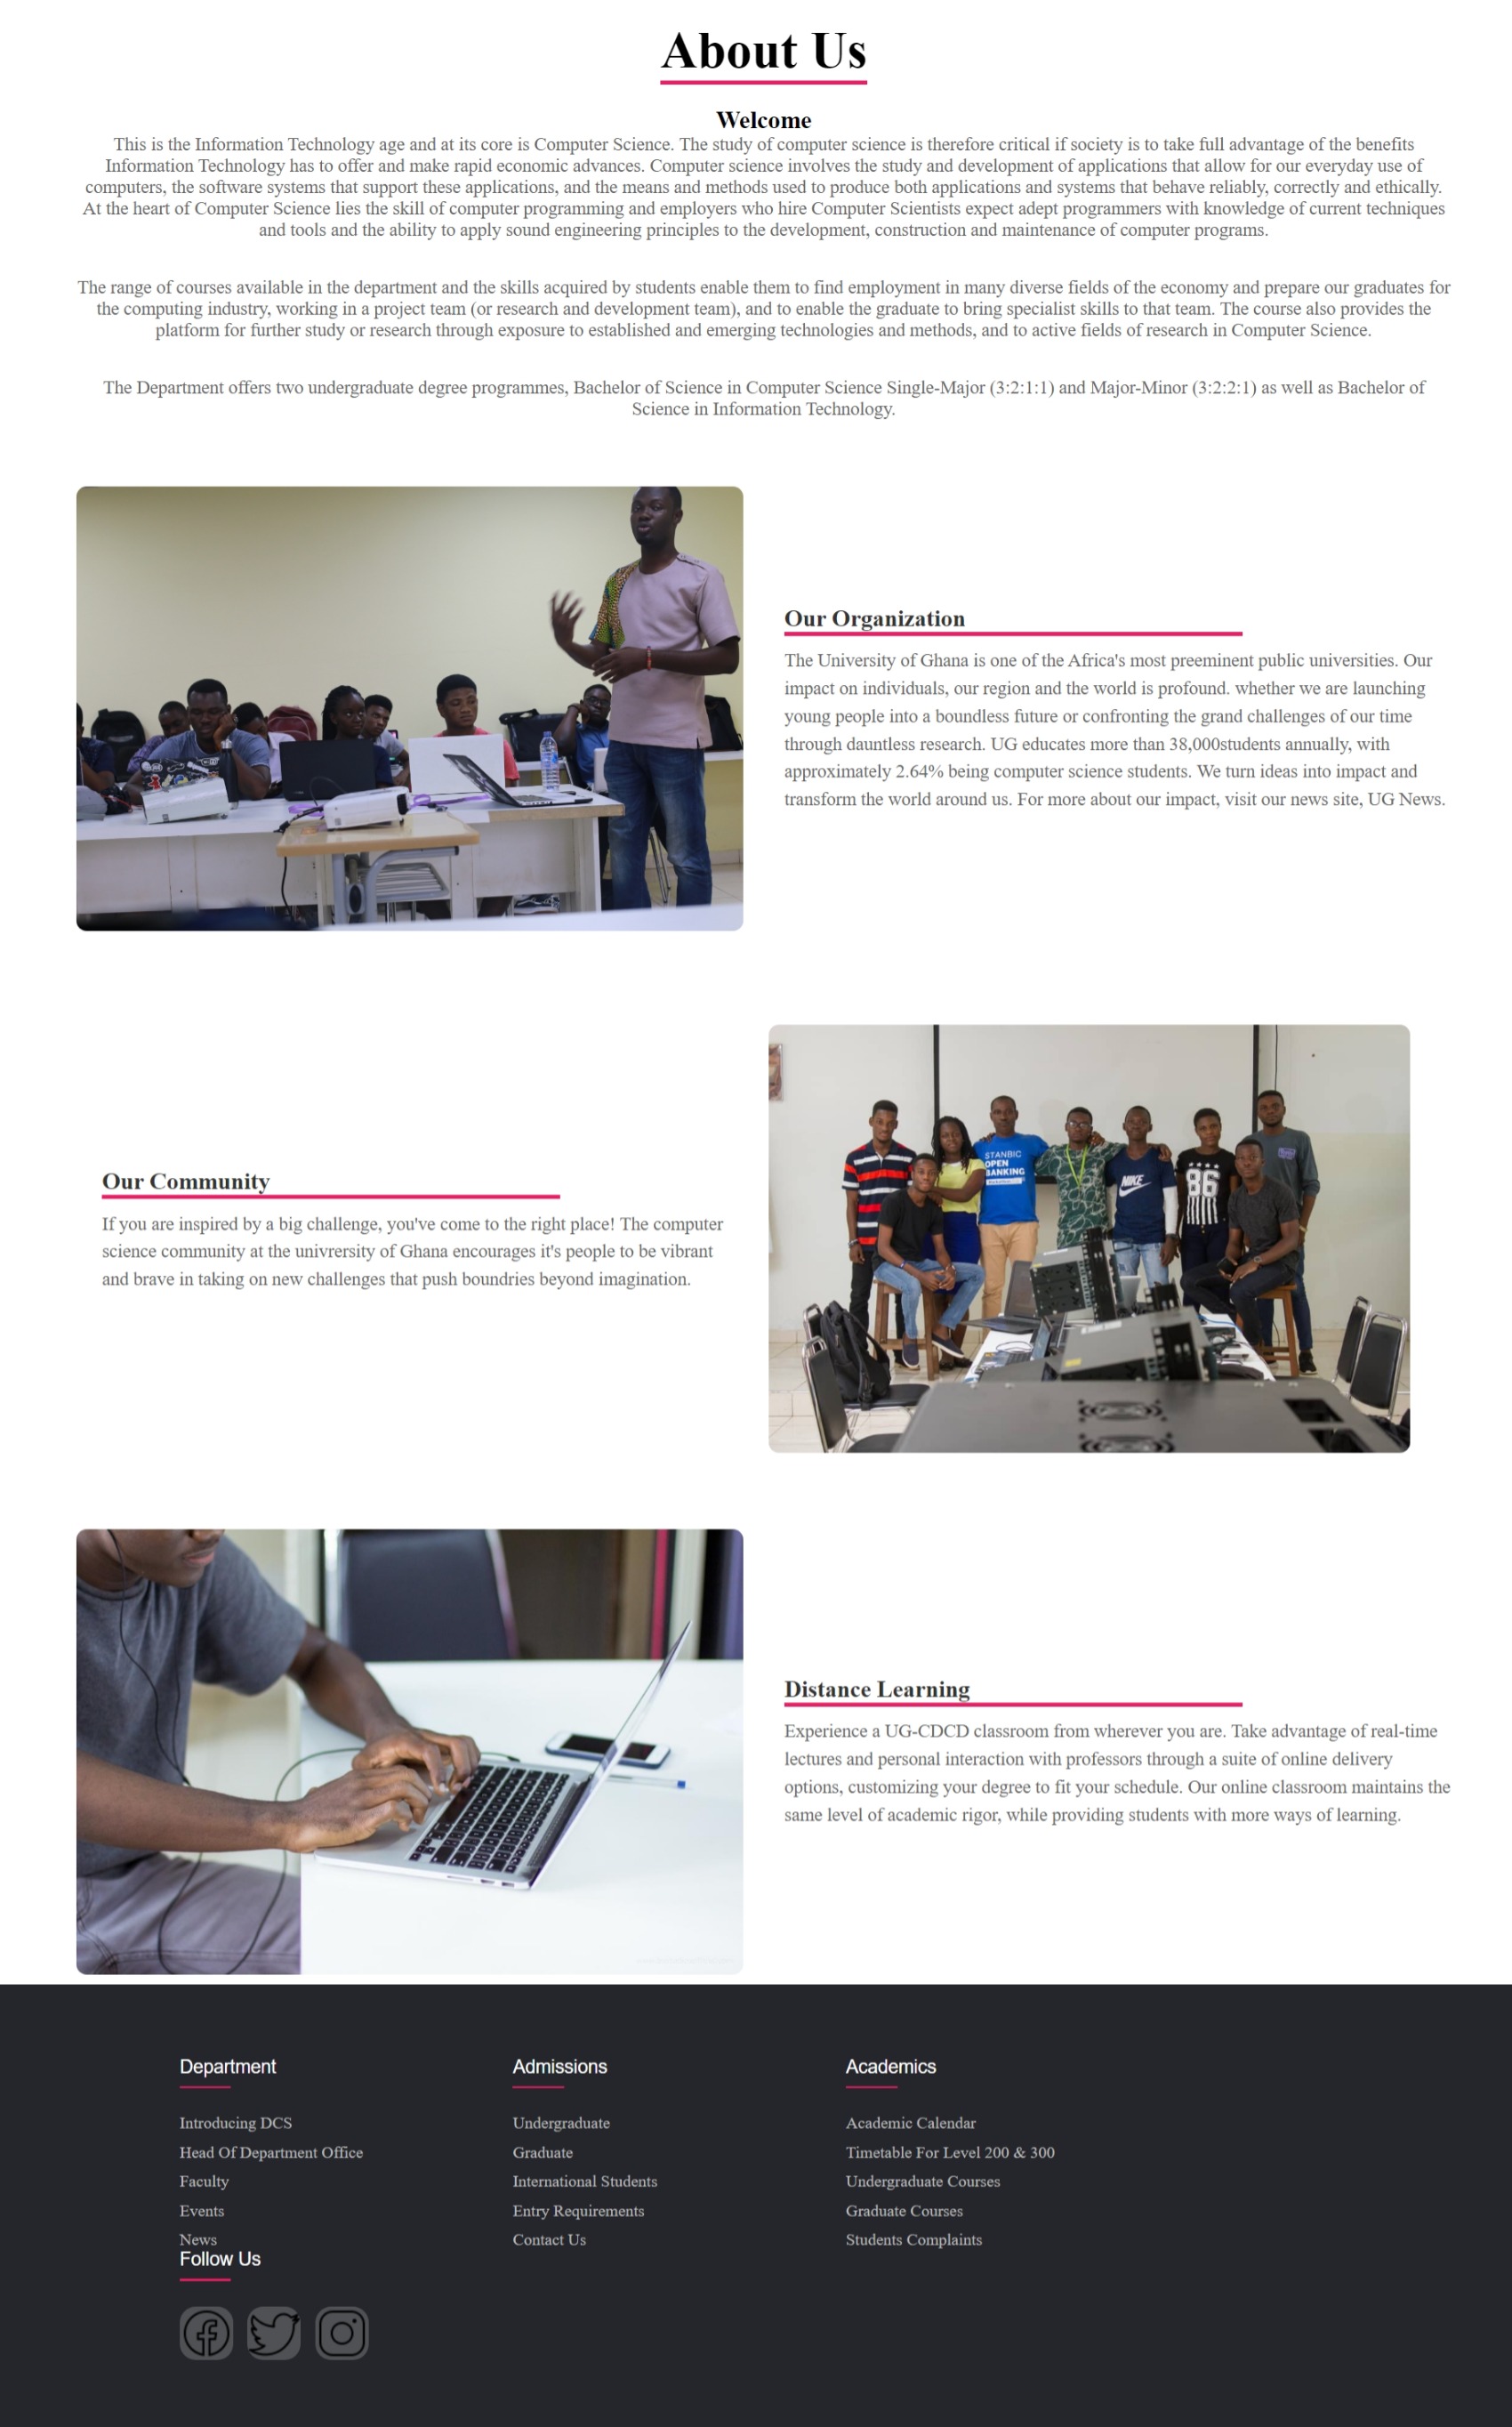 About Us
Welcome
This is the Information Technology age and at its core is Computer Science. The study of computer science is therefore critical if society is to take full advantage of the benefits
Information Technology has to offer and make rapid economic advances. Computer science involves the study and development of applications that allow for our everyday use of
computers, the software systems that support these applications, and the means and methods used to produce both applications and systems that behave reliably, correctly and ethically.
At the heart of Computer Science lies the skill of computer programming and employers who hire Computer Scientists expect adept programmers with knowledge of current techniques
and tools and the ability to apply sound engineering principles to the development, construction and maintenance of computer programs.
The range of courses available in the department and the skills acquired by students enable them to find employment in many diverse fields of the economy and prepare our graduates for
the computing industry, working in a project team (or research and development team), and to enable the graduate to bring specialist skills to that team. The course also provides the
platform for further study or research through exposure to established and emerging technologies and methods, and to active fields of research in Computer Science.
The Department offers two undergraduate degree programmes, Bachelor of Science in Computer Science Single-Major (3:2:1:1) and Major-Minor (3:2:2:1) as well as Bachelor of
Science in Information Technology.
Our Organization
The University of Ghana is one of the Africa's most preeminent public universities. Our
impact on individuals, our region and the world is profound. whether we are launching
young people into a boundless future or confronting the grand challenges of our time
through dauntless research. UG educates more than 38,000students annually, with
approximately 2.64% being computer science students. We turn ideas into impact and
transform the world around us. For more about our impact, visit our news site, UG News.
Our Community
If you are inspired by a big challenge, you've come to the right place! The computer
science community at the univresity of Ghana encourages it's people to be vibrant
and brave in taking on new challenges that push boundries beyond imagination.
STANBIC
OPEN
BANKING
NIKE
86
Distance Learning
Experience a UG-CDCD classroom from wherever you are. Take advantage of real-time
lectures and personal interaction with professors through a suite of online delivery
options, customizing your degree to fit your schedule. Our online classroom maintains the
same level of academic rigor, while providing students with more ways of learning.
Department
Introducing DCS
Head Of Department Office
Faculty
Events
News
Admissions
Undergraduate
Graduate
International Students
Entry Requirements
Contact Us
Academics
Academic Calendar
Timetable For Level 200 & 300
Undergraduate Courses
Graduate Courses
Students Complaints
Follow Us